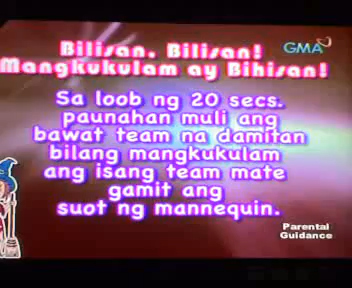 Bilisan, Bilisan!
GMA
Mangkukulam ay Bihisan!
Sa loob ng 20 secs.
paunahan muli ang
bawat team na damitan
bilang mangkukulam
ang isang team mate
gamit ang
suot ng mannequin.
Parental
Guidance